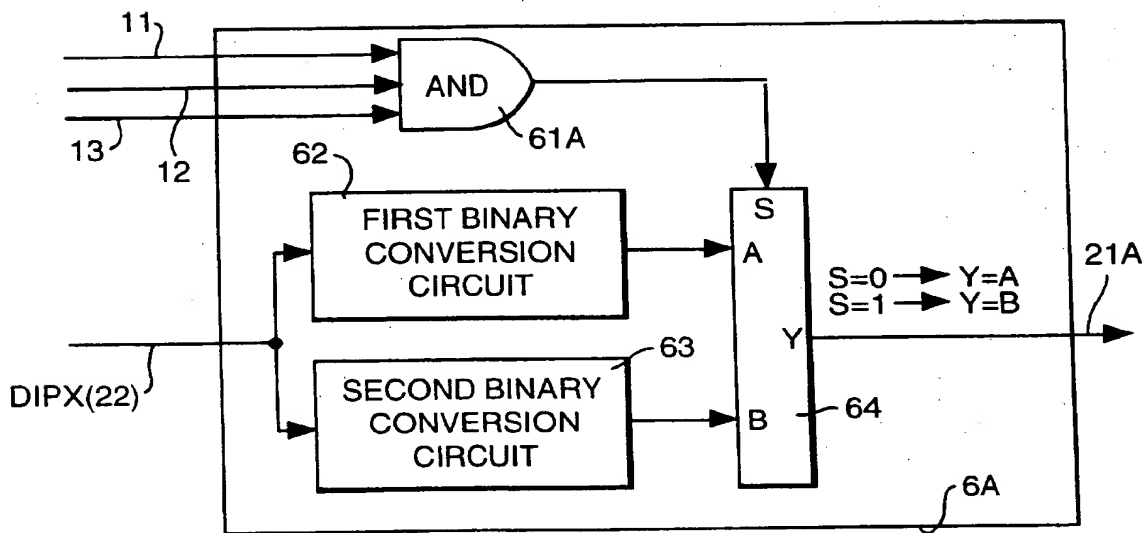 11
AND
61A
13
12
62
FIRST BINARY
CONVERSION
CIRCUIT
S
A
S=0 → Y=A
S=1 → Y=B
21A
Y
DIPX(22)
63
SECOND BINARY
CONVERSION
CIRCUIT
B
64
6A